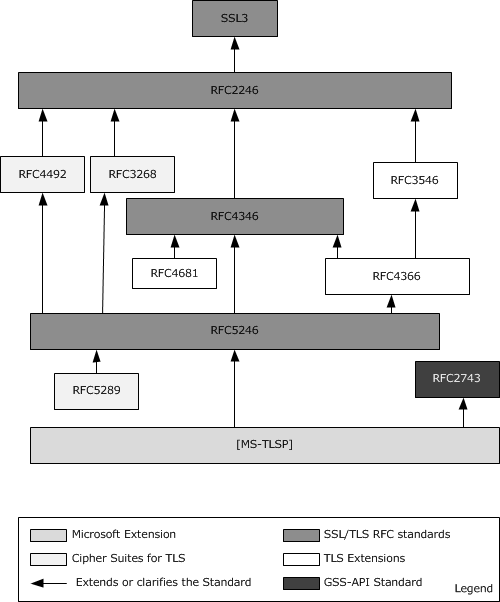 SSL3
RFC2246
RFC4492
RFC3268
RFC3546
RFC4346
RFC4681
RFC4366
RFC5246
RFC5289
RFC2743
[MS-TLSP]
Microsoft Extension
SSL/TLS RFC standards
Cipher Suites for TLS
TLS Extensions
Extends or clarifies the Standard
GSS-API Standard
Legend